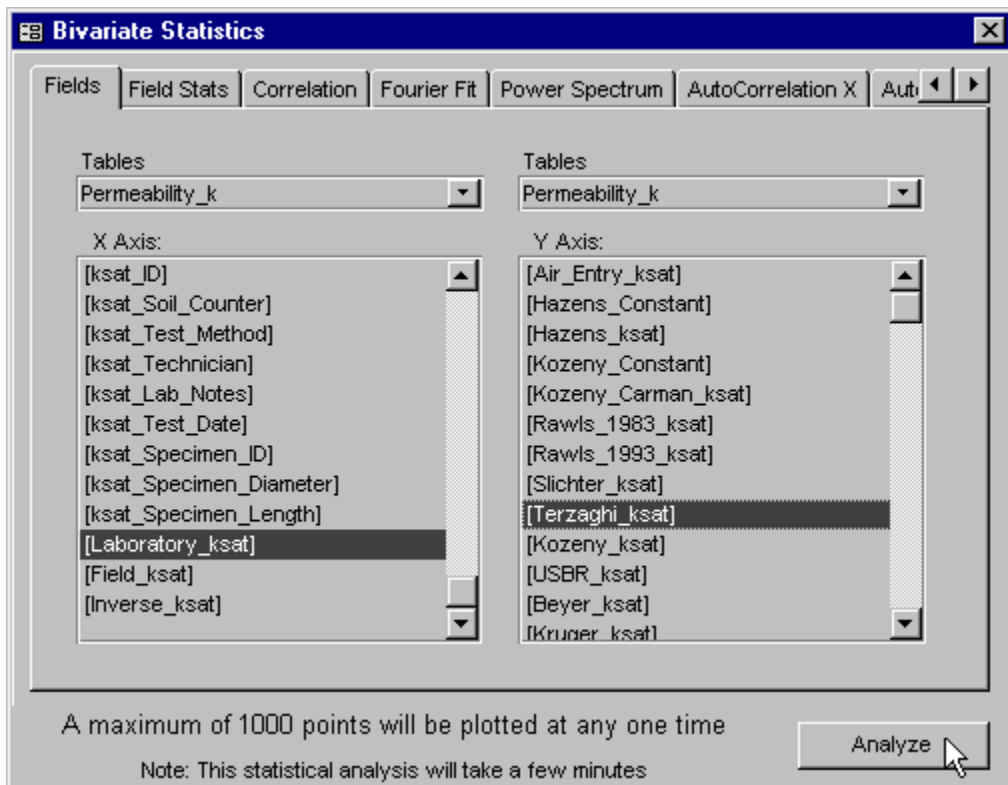 Bivariate Statistics
Fields Field Stats Correlation Fourier Fit Power Spectrum AutoCorrelation X
Tables
Permeability_k
X Axis:
[ksat_ID]
[ksat_Soil_Counter]
[ksat_Test_Method]
[ksat_Technician]
[ksat_Lab_Notes]
[ksat_Test_Date]
[ksat_Specimen_ID]
[ksat_Specimen_Diameter]
[ksat_Specimen_Length]
[Laboratory_ksat]
[Field_ksat]
[Inverse_ksat]
Tables
Permeability_k
Y Axis:
[Air_Entry_ksat]
[Hazens_Constant]
[Hazens_ksat]
[Kozeny_Constant]
[Kozeny_Carman_ksat]
[Rawls_1983_ksat]
[Rawls_1993_ksat]
[Slichter_ksat]
[Terzaghi_ksat]
[Kozeny_ksat]
[USBR_ksat]
[Beyer_ksat]
[Kruger_ksat]
A maximum of 1000 points will be plotted at any one time
Note: This statistical analysis will take a few minutes
Analyze